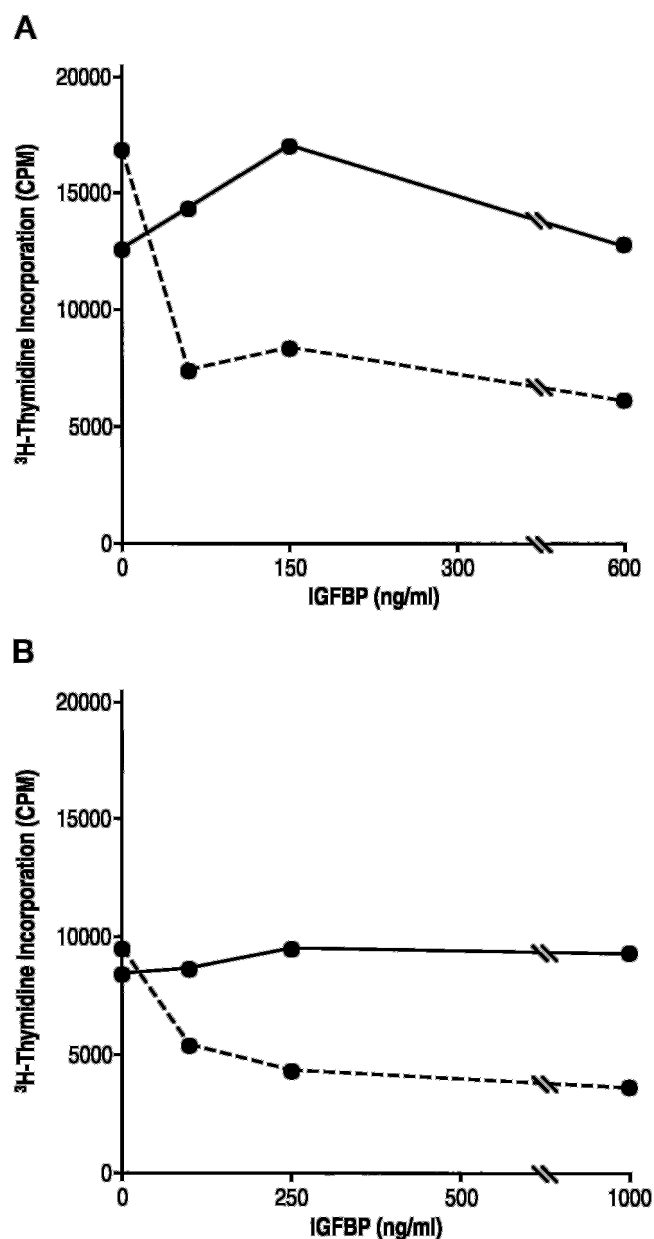 A
20000
15000
10000
5000
0
³H-Thymidine Incorporation (CPM)
0 150 300 600
IGFBP (ng/ml)
B
20000
15000
10000
5000
0
³H-Thymidine Incorporation (CPM)
0 250 500 1000
IGFBP (ng/ml)